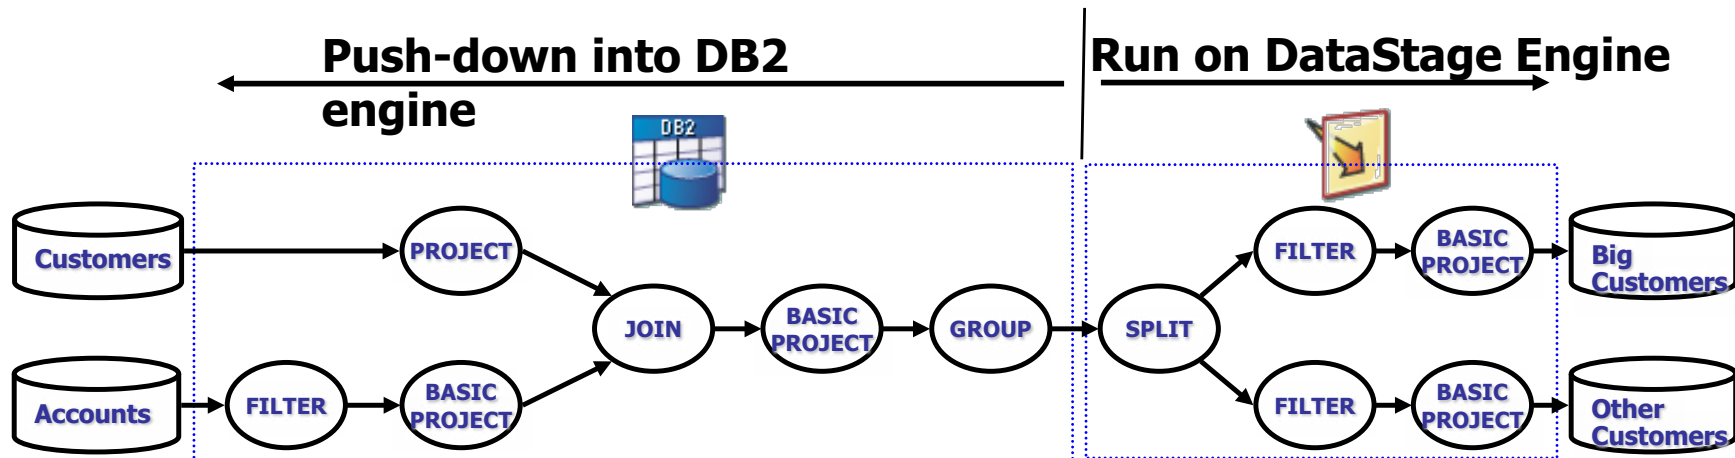 Push-down into DB2
engine
Run on DataStage Engine
DB2
Customers
PROJECT
JOIN
BASIC
PROJECT
GROUP
SPLIT
FILTER
BASIC
PROJECT
Big
Customers
Accounts
FILTER
BASIC
PROJECT
FILTER
BASIC
PROJECT
Other
Customers